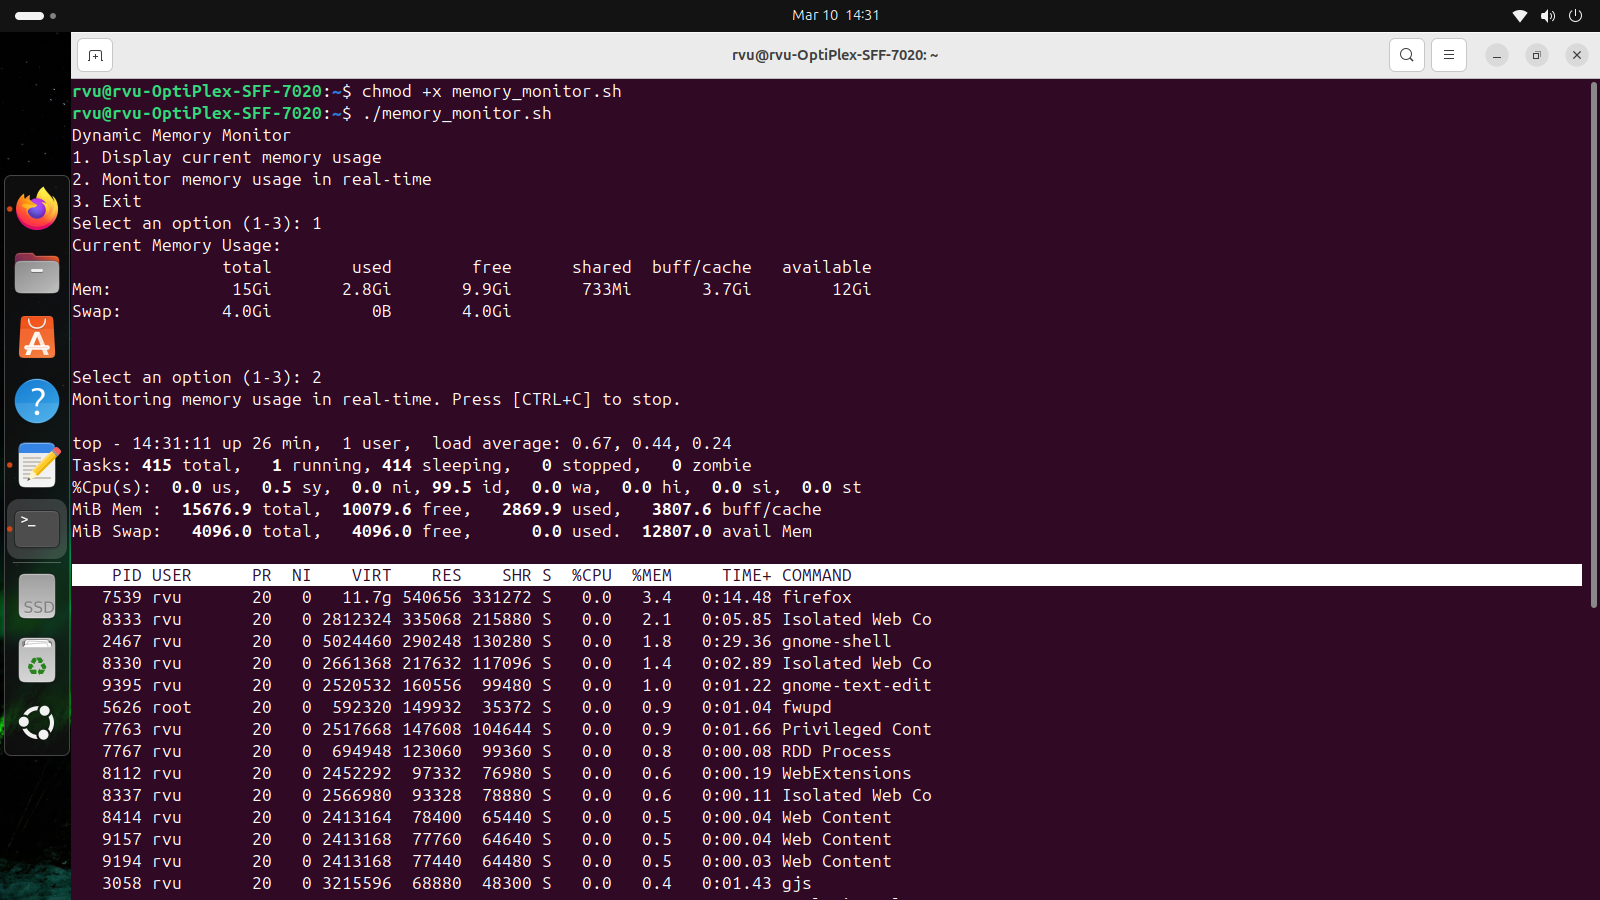 Mar 10 14:31
rvu@rvu-OptiPlex-SFF-7020: ~
rvu@rvu-OptiPlex-SFF-7020:~$ chmod +x memory_monitor.sh
rvu@rvu-OptiPlex-SFF-7020:~$ ./memory_monitor.sh
Dynamic Memory Monitor
1. Display current memory usage
2. Monitor memory usage in real-time
3. Exit
Select an option (1-3): 1
Current Memory Usage:
total used free shared buff/cache available
Mem: 15Gi 2.8Gi 9.9Gi 733Mi 3.7Gi 12Gi
Swap: 4.0Gi 0B 4.0Gi
Select an option (1-3): 2
Monitoring memory usage in real-time. Press [CTRL+C] to stop.
top - 14:31:11 up 26 min, 1 user, load average: 0.67, 0.44, 0.24
Tasks: 415 total, 1 running, 414 sleeping, 0 stopped, 0 zombie
%Cpu(s): 0.0 us, 0.5 sy, 0.0 ni, 99.5 id, 0.0 wa, 0.0 hi, 0.0 si, 0.0 st
MiB Mem : 15676.9 total, 10079.6 free, 2869.9 used, 3807.6 buff/cache
MiB Swap: 4096.0 total, 4096.0 free, 0.0 used. 12807.0 avail Mem
PID USER PR NI VIRT RES SHR S %CPU %MEM TIME+ COMMAND
7539 rvu 20 0 11.7g 540656 331272 S 0.0 3.4 0:14.48 firefox
8333 rvu 20 0 2812324 335068 215880 S 0.0 2.1 0:05.85 Isolated Web Co
2467 rvu 20 0 5024460 290248 130280 S 0.0 1.8 0:29.36 gnome-shell
8330 rvu 20 0 2661368 217632 117096 S 0.0 1.4 0:02.89 Isolated Web Co
9395 rvu 20 0 2520532 160556 99480 S 0.0 1.0 0:01.22 gnome-text-edit
5626 root 20 0 592320 149932 35372 S 0.0 0.9 0:01.04 fwupd
7763 rvu 20 0 2517668 147608 104644 S 0.0 0.9 0:01.66 Privileged Cont
7767 rvu 20 0 694948 123060 99360 S 0.0 0.8 0:00.08 RDD Process
8112 rvu 20 0 2452292 97332 76980 S 0.0 0.6 0:00.19 WebExtensions
8337 rvu 20 0 2566980 93328 78880 S 0.0 0.6 0:00.11 Isolated Web Co
8414 rvu 20 0 2413164 78400 65440 S 0.0 0.5 0:00.04 Web Content
9157 rvu 20 0 2413168 77760 64640 S 0.0 0.5 0:00.04 Web Content
9194 rvu 20 0 2413168 77440 64480 S 0.0 0.5 0:00.03 Web Content
3058 rvu 20 0 3215596 68880 48300 S 0.0 0.4 0:01.43 gjs
SSD